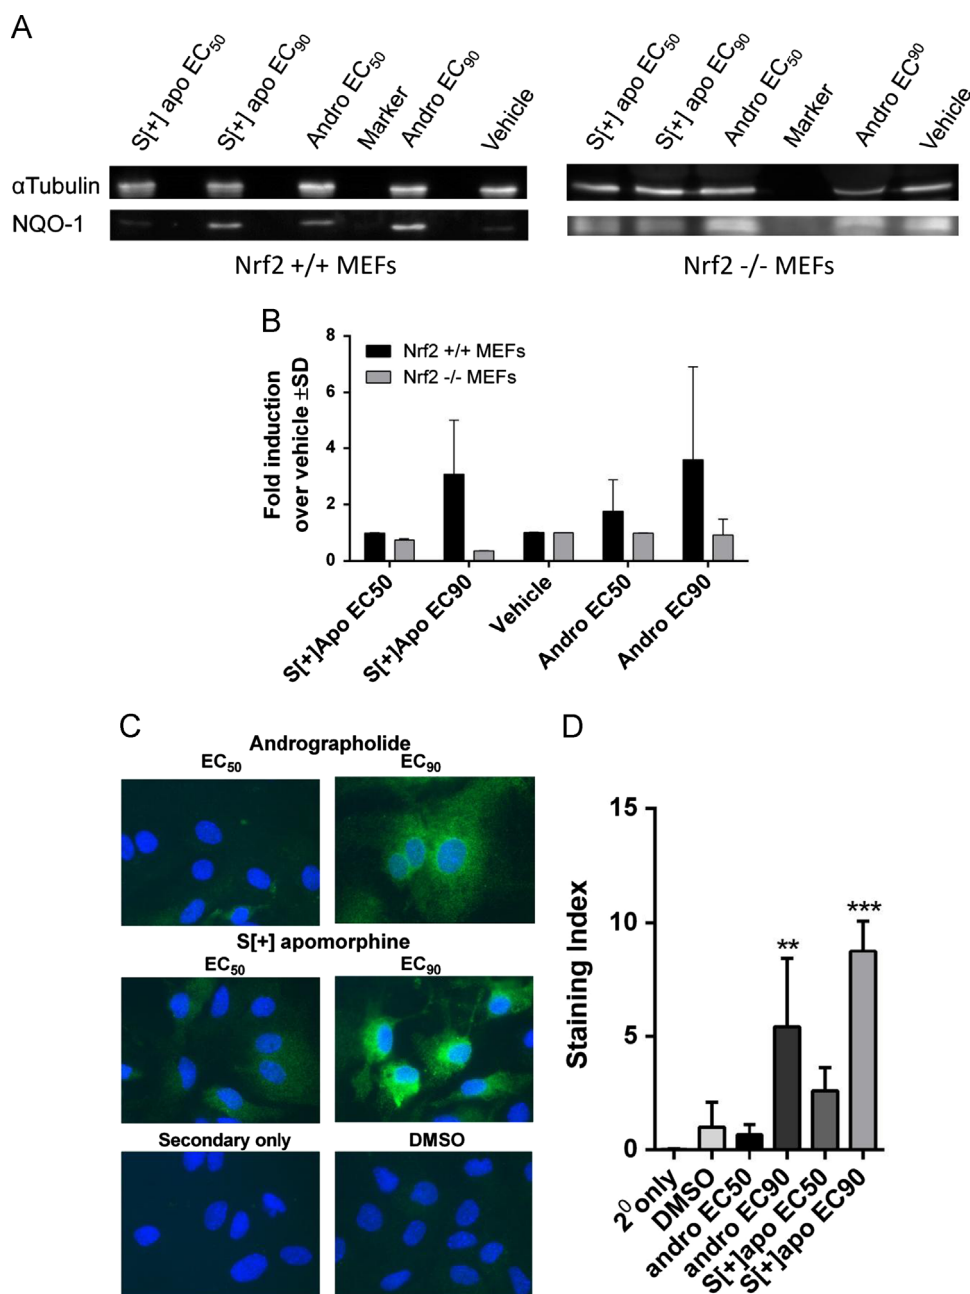 A
S[+] apo EC50
S[+] apo EC90
Andro EC50
Marker
Andro EC90
Vehicle
S[+] apo EC50
S[+] apo EC90
Andro EC50
Marker
Andro EC90
Vehicle
αTubulin
NQO-1
Nrf2 +/+ MEFs
Nrf2 -/- MEFs
B
Fold induction
over vehicle ±SD
8
6
4
2
0
Nrf2 +/+ MEFs
Nrf2 -/- MEFs
S[+]Apo EC50
S[+]Apo EC90
Vehicle
Andro EC50
Andro EC90
C
Andrographolide
EC50
EC90
S[+] apomorphine
EC50
EC90
Secondary only
DMSO
D
Staining Index
15
10
5
0
**
***
2⁰ only
DMSO
andro EC50
andro EC90
S[+]apo EC50
S[+]apo EC90